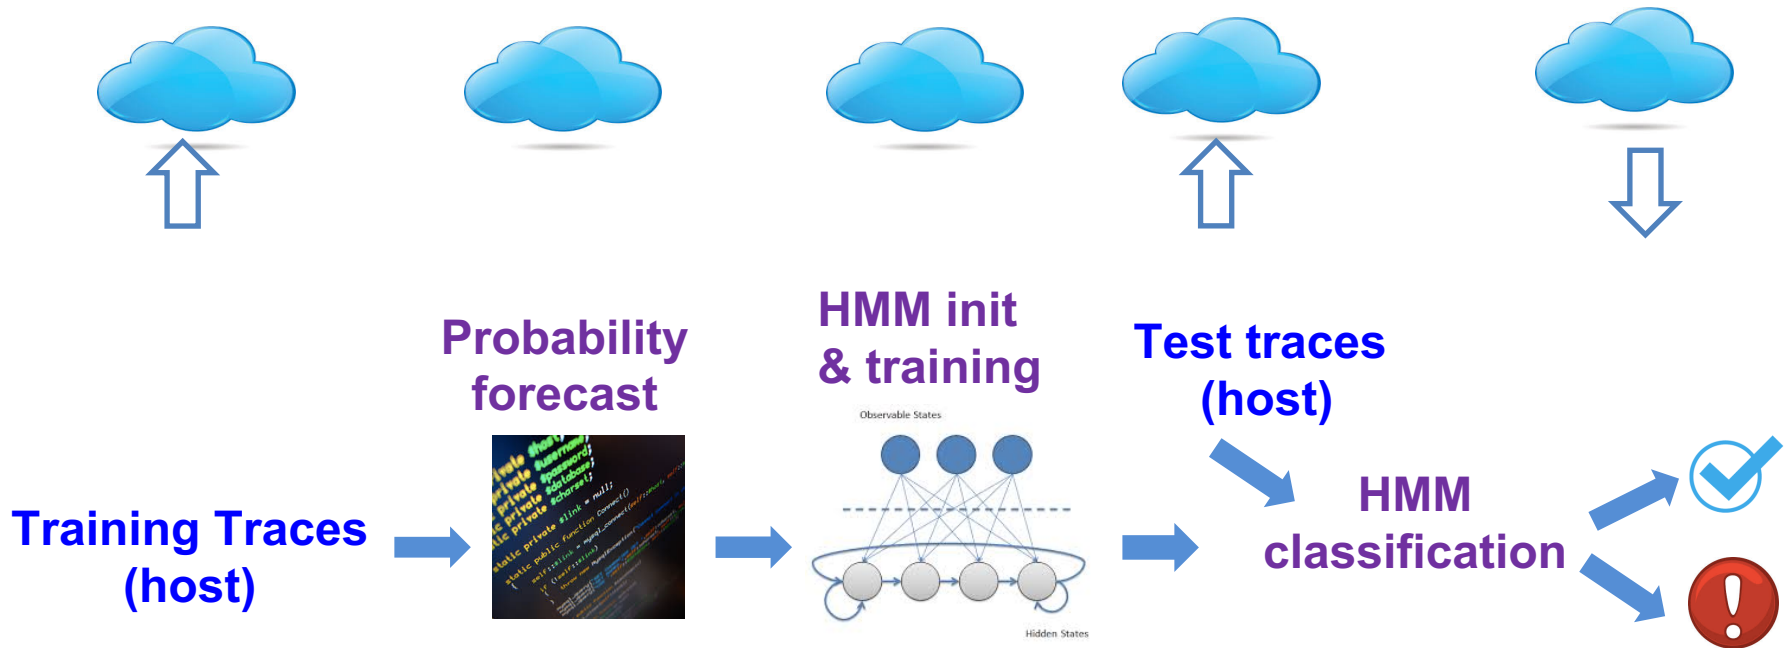 Probability
forecast
HMM init
& training
Test traces
(host)
Training Traces
(host)
Observable States
Hidden States
HMM
classification